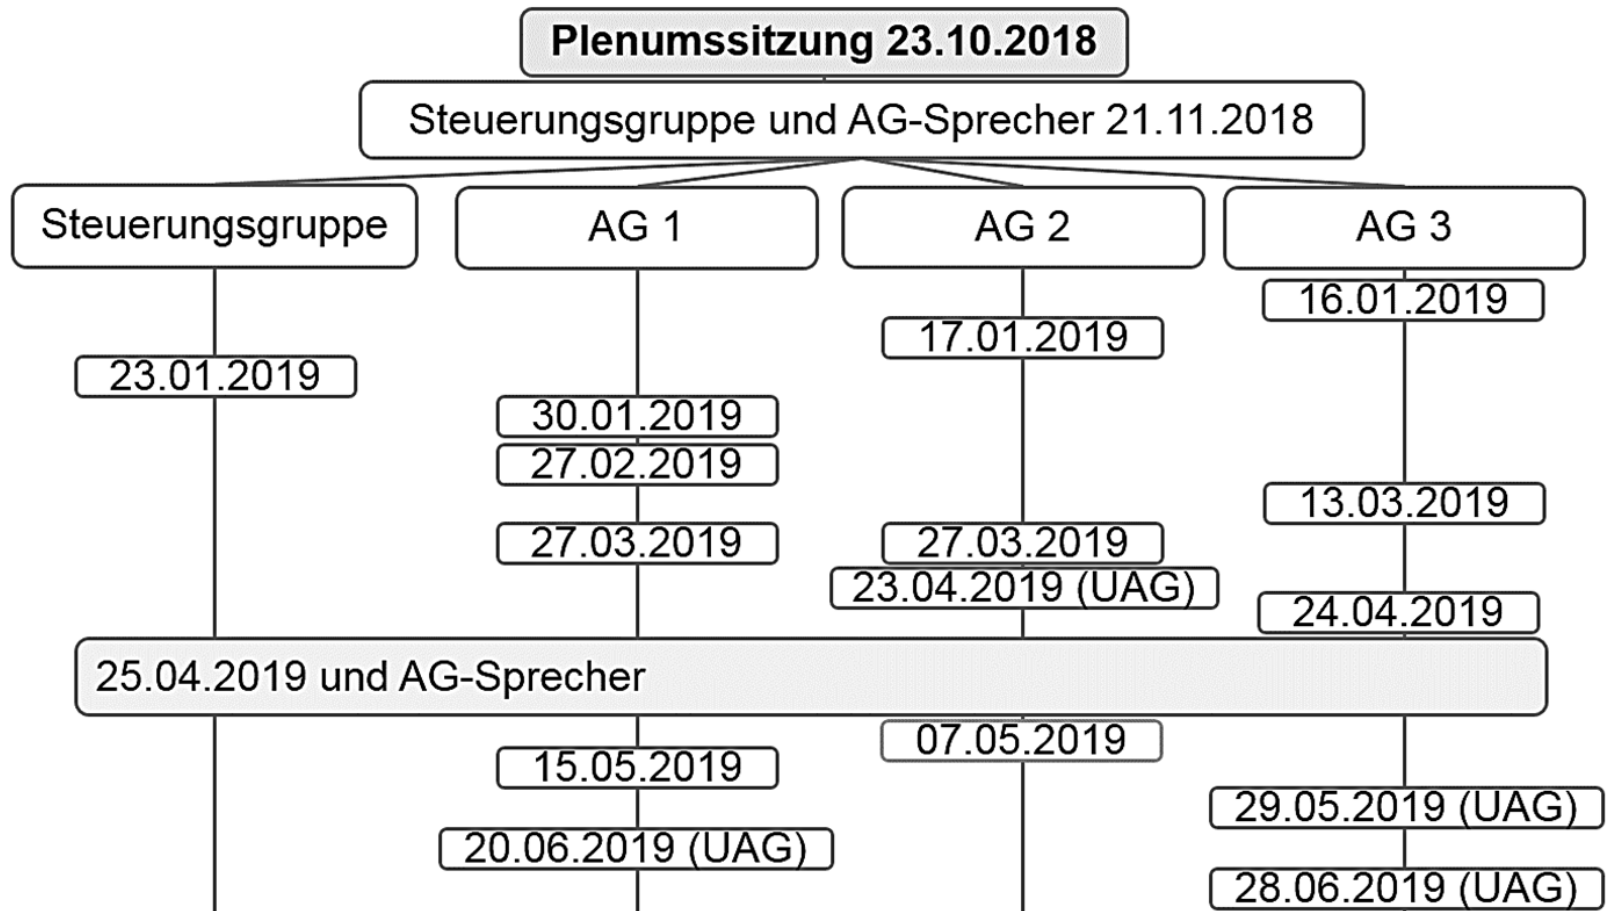 Plenumssitzung 23.10.2018
Steuerungsgruppe und AG-Sprecher 21.11.2018
Steuerungsgruppe
AG 1
AG 2
AG 3
16.01.2019
17.01.2019
23.01.2019
30.01.2019
27.02.2019
13.03.2019
27.03.2019
27.03.2019
23.04.2019 (UAG)
24.04.2019
25.04.2019 und AG-Sprecher
07.05.2019
15.05.2019
29.05.2019 (UAG)
20.06.2019 (UAG)
28.06.2019 (UAG)